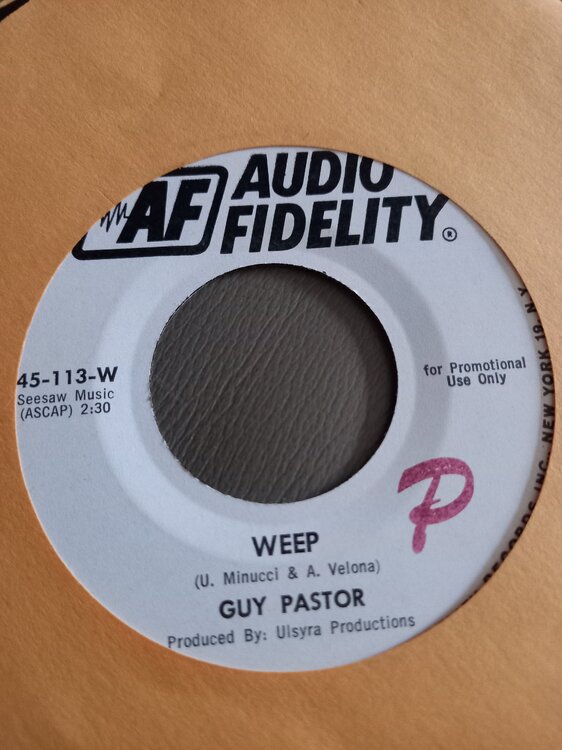 AF AUDIO
FIDELITY®
45-113-W
Seesaw Music
(ASCAP) 2:30
for Promotional
Use Only
RECORDS INC. NEW YORK 19, N.Y.
P
WEEP
(U. Minucci & A. Velona)
GUY PASTOR
Produced By: Ulsyra Productions